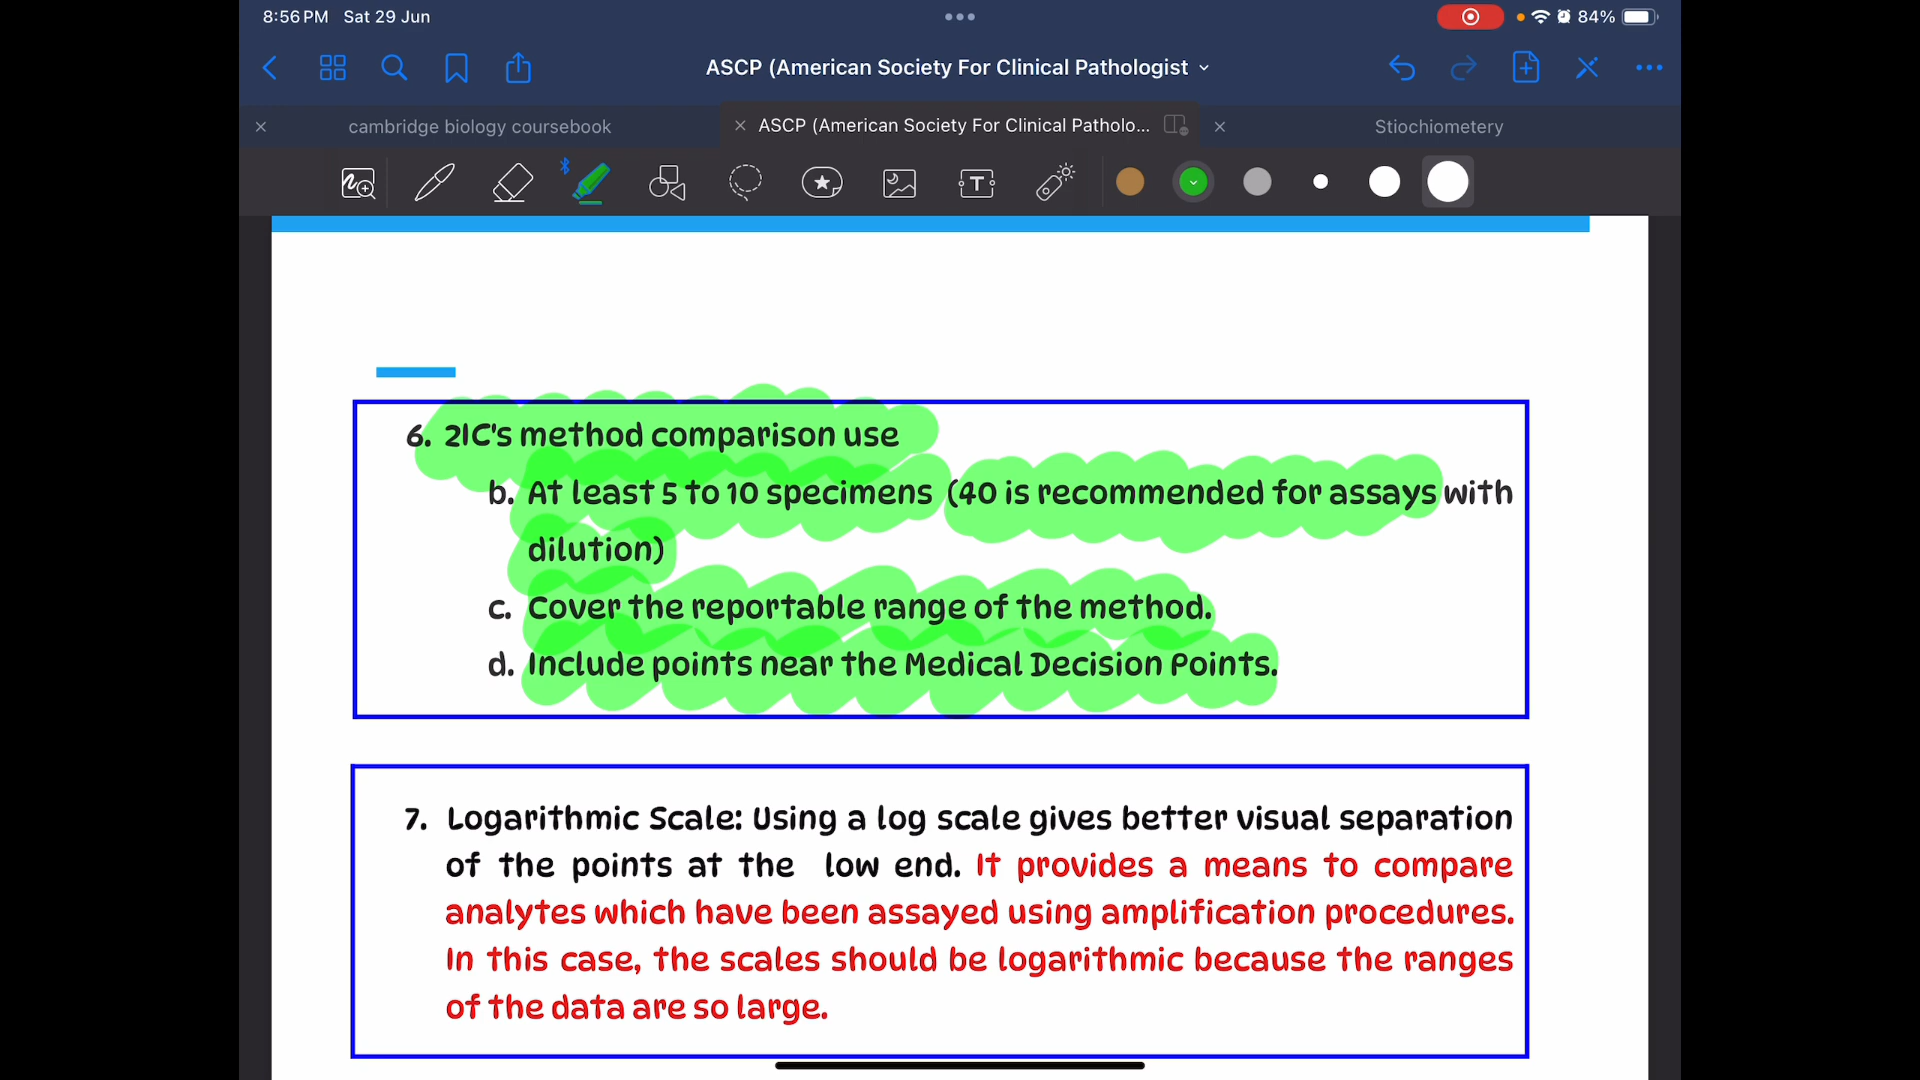 8:56 PM Sat 29 Jun
84%
ASCP (American Society For Clinical Pathologist
cambridge biology coursebook
ASCP (American Society For Clinical Patholo...
Stiochiometery
6. 2IC's method comparison use
b. At least 5 to 10 specimens (40 is recommended for assays with
dilution)
c. Cover the reportable range of the method.
d. Include points near the Medical Decision Points.
7. Logarithmic Scale: Using a log scale gives better visual separation
of the points at the low end. It provides a means to compare
analytes which have been assayed using amplification procedures.
In this case, the scales should be logarithmic because the ranges
of the data are so large.